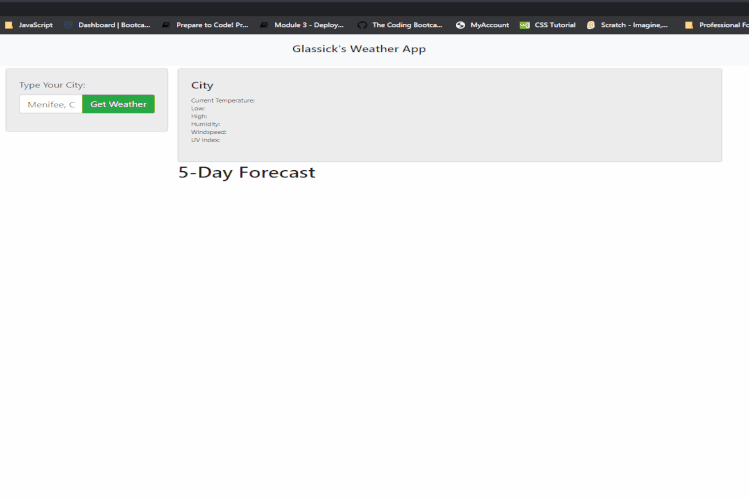 JavaScript Dashboard | Bootca... Prepare to Code! Pr... Module 3 - Deploy... The Coding Bootca... MyAccount CSS Tutorial Scratch - Imagine,... Professional Fo
Glassick's Weather App
Type Your City:
Menifee, C Get Weather
City
Current Temperature:
Low:
High:
Humidity:
Windspeed:
UV Index:
5-Day Forecast